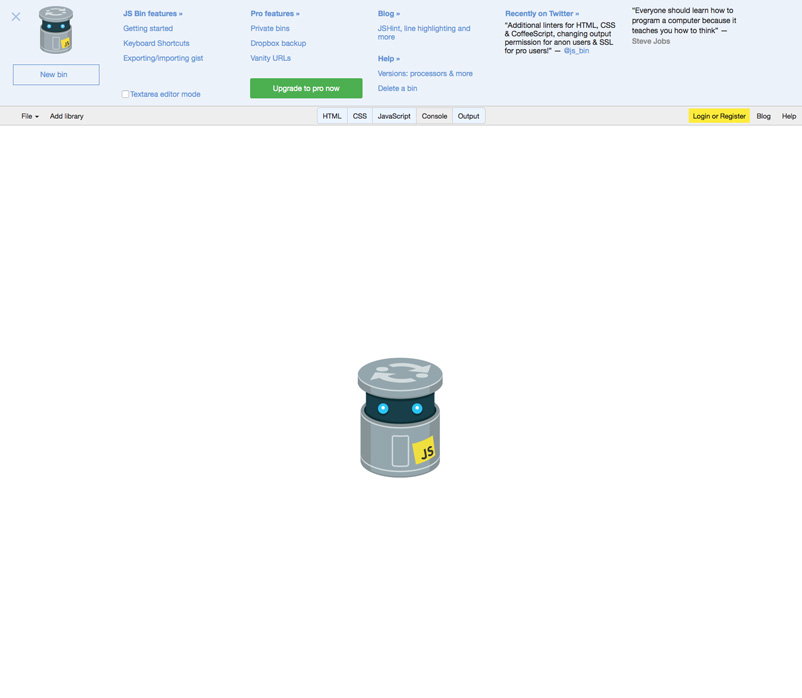 JS Bin features »
Getting started
Keyboard Shortcuts
Exporting/importing gist
Textarea editor mode
New bin
Pro features »
Private bins
Dropbox backup
Vanity URLs
Upgrade to pro now
Blog »
JSHint, line highlighting and
more
Help »
Versions: processors & more
Delete a bin
Recently on Twitter »
“Additional linters for HTML, CSS
& CoffeeScript, changing output
permission for anon users & SSL
for pro users!” — @js_bin
“Everyone should learn how to
program a computer because it
teaches you how to think” —
Steve Jobs
File
Add library
HTML
CSS
JavaScript
Console
Output
Login or Register
Blog
Help
JS